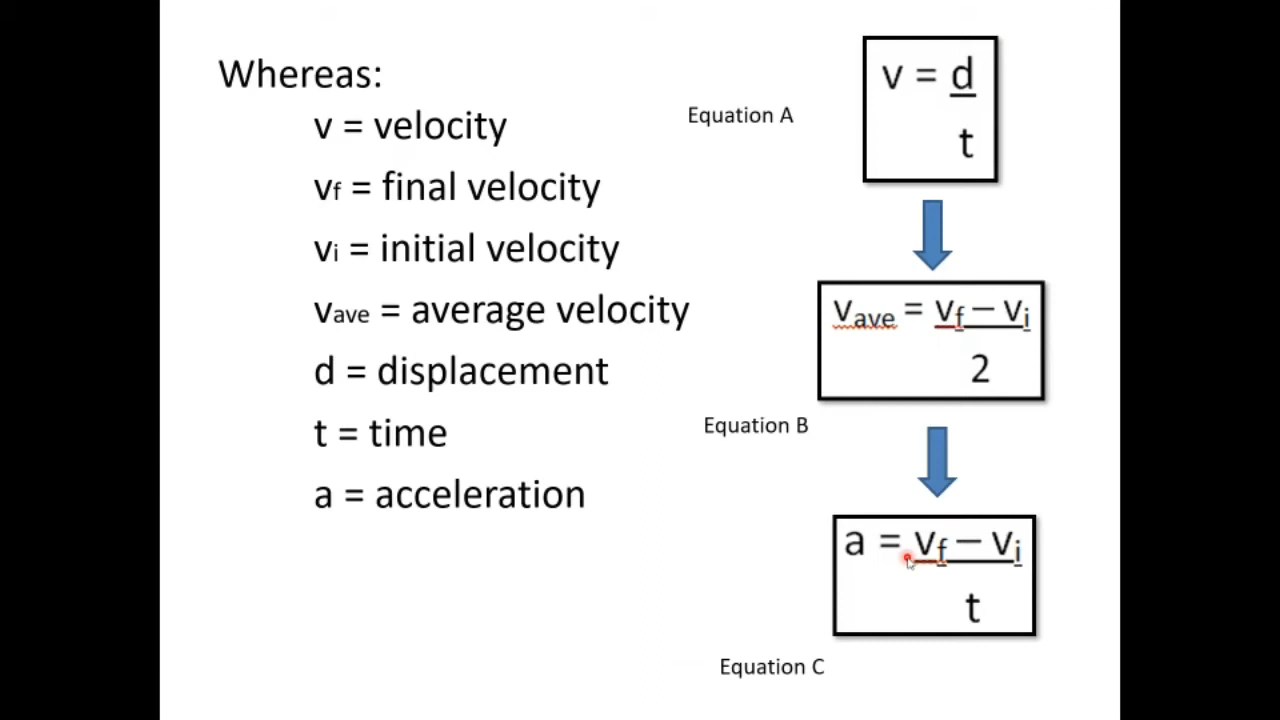 Whereas:
v = velocity
vf = final velocity
vi = initial velocity
vave = average velocity
d = displacement
t = time
a = acceleration
Equation A
v = d
t
vave = vf – vi
2
Equation B
a = vf – vi
t
Equation C